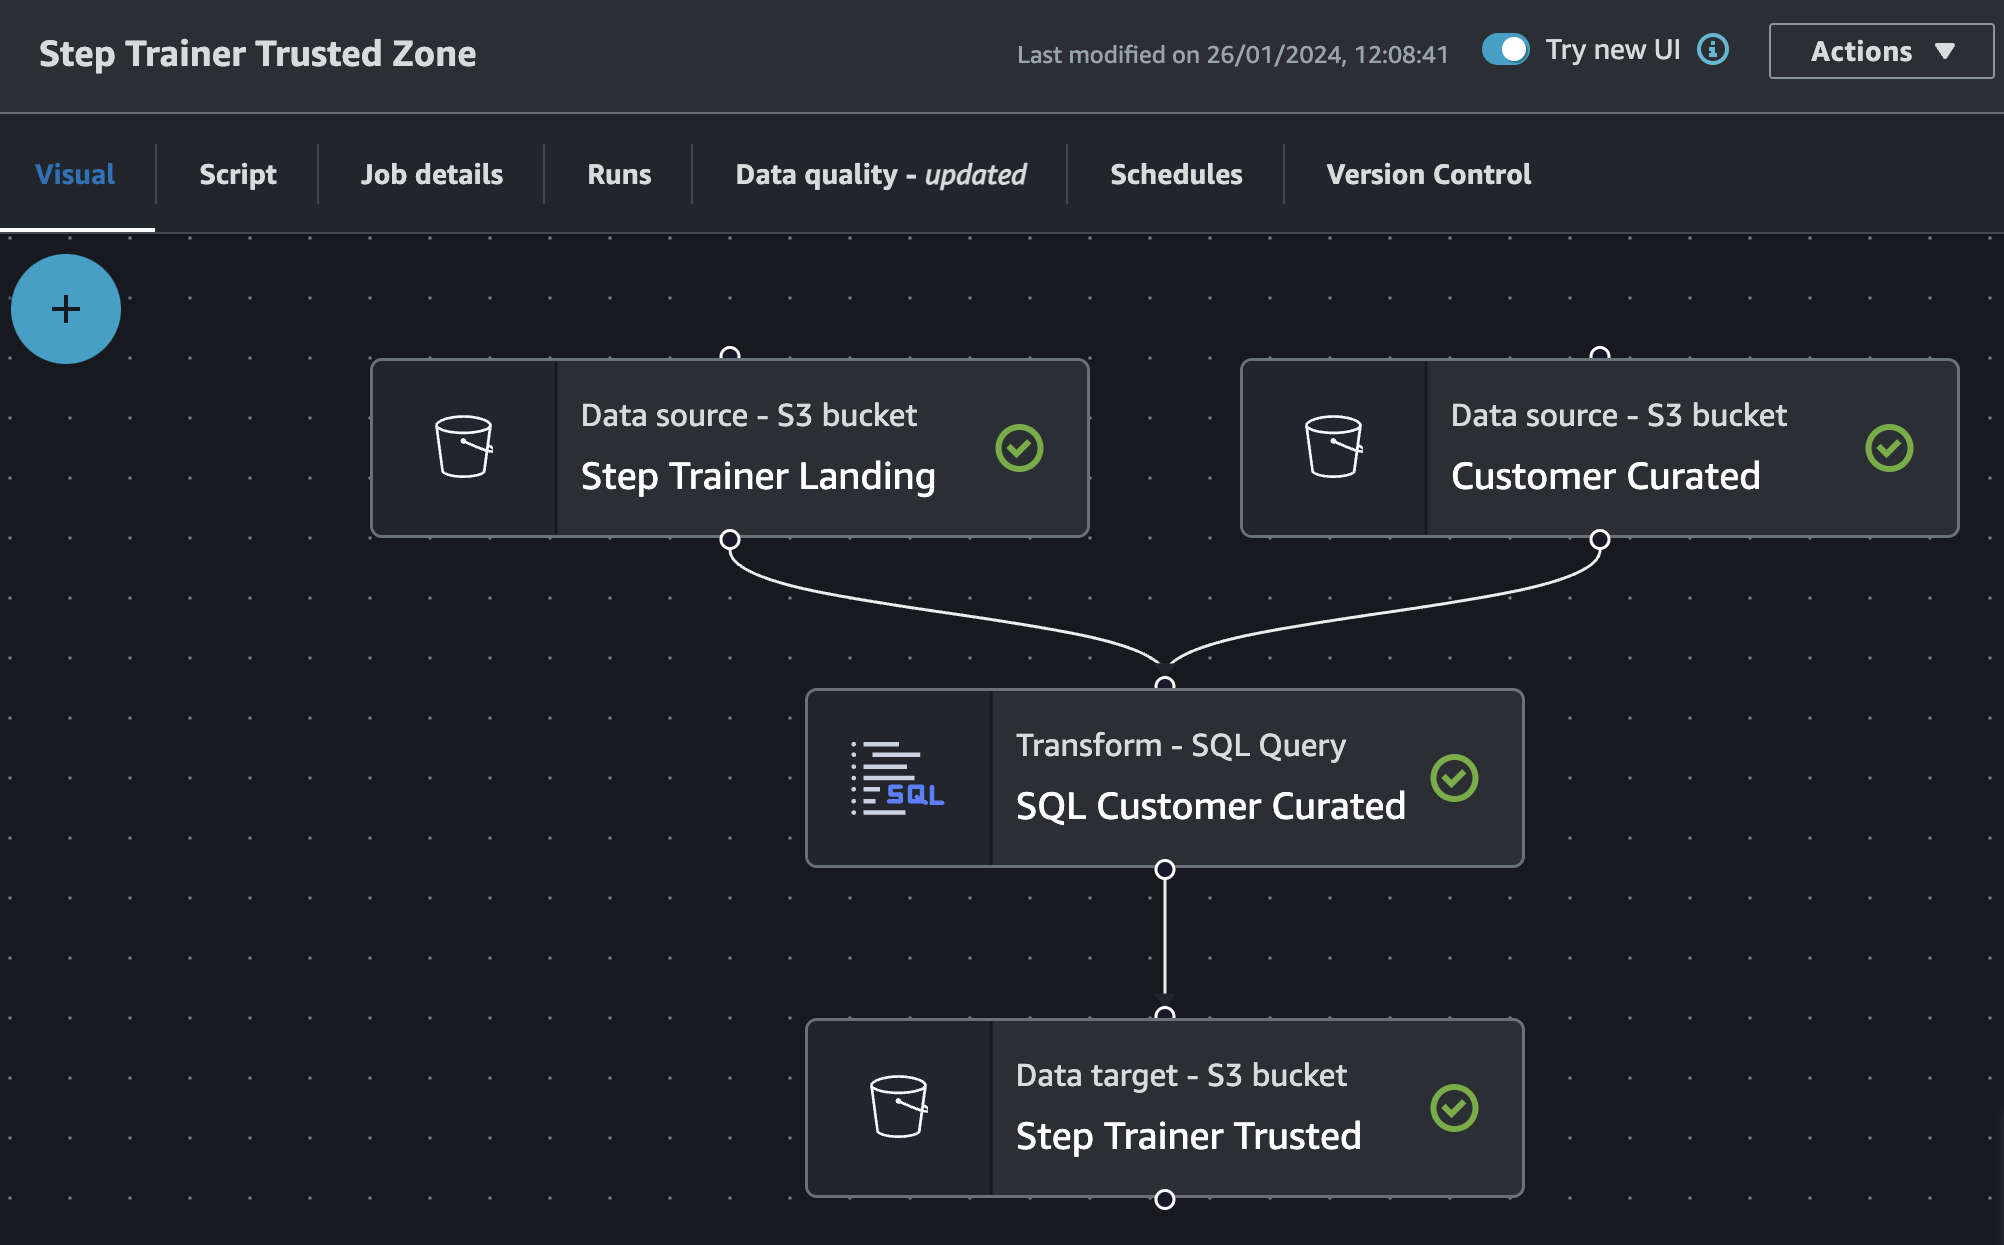 Step Trainer Trusted Zone
Last modified on 26/01/2024, 12:08:41
Try new UI
Actions
Visual
Script
Job details
Runs
Data quality - updated
Schedules
Version Control
Data source - S3 bucket
Step Trainer Landing
Data source - S3 bucket
Customer Curated
Transform - SQL Query
SQL Customer Curated
SQL
Data target - S3 bucket
Step Trainer Trusted